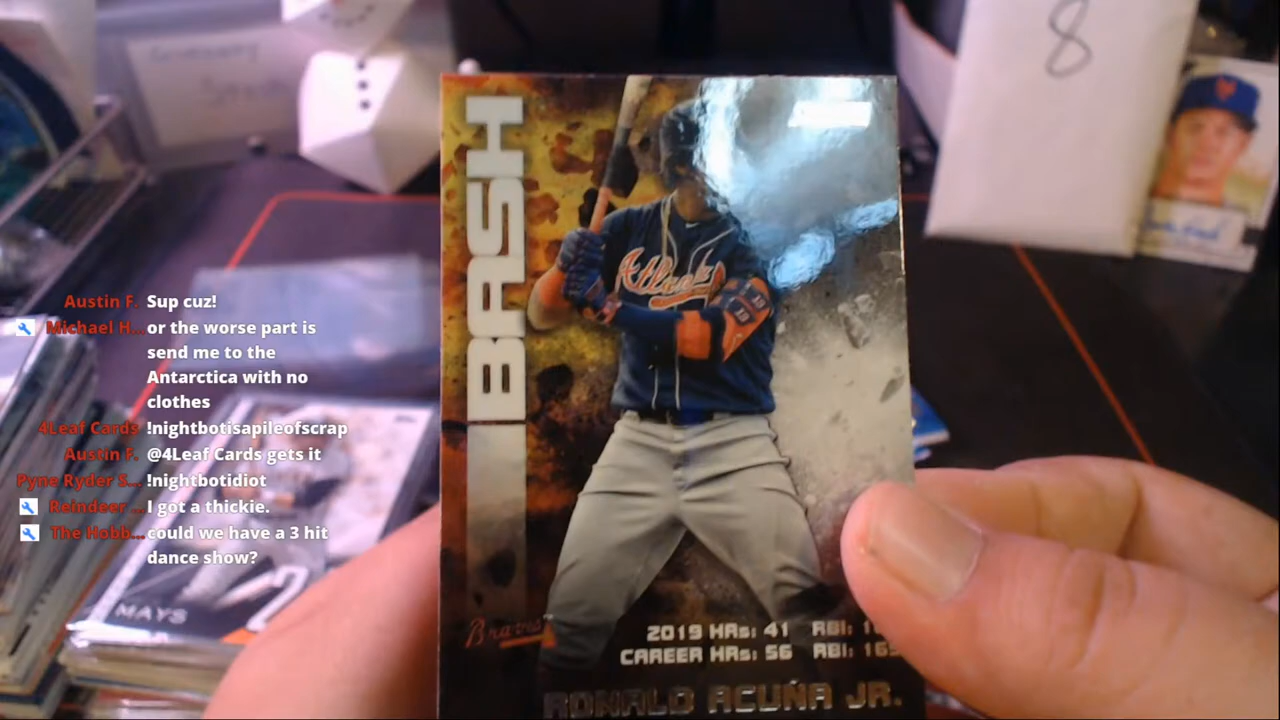 8
BASH
Atlanta
Braves
2019 HRs: 41 RBI:
CAREER HRs: 56 RBI: 165
RONALD ACUÑA JR.
MAYS
Austin F. Sup cuz!
Michael H... or the worse part is
send me to the
Antarctica with no
clothes
4Leaf Cards !nightbotisapileofscrap
Austin F. @4Leaf Cards gets it
Pyne Ryder S... !nightbotidiot
Reindeer ... I got a thickie.
The Hobb... could we have a 3 hit
dance show?